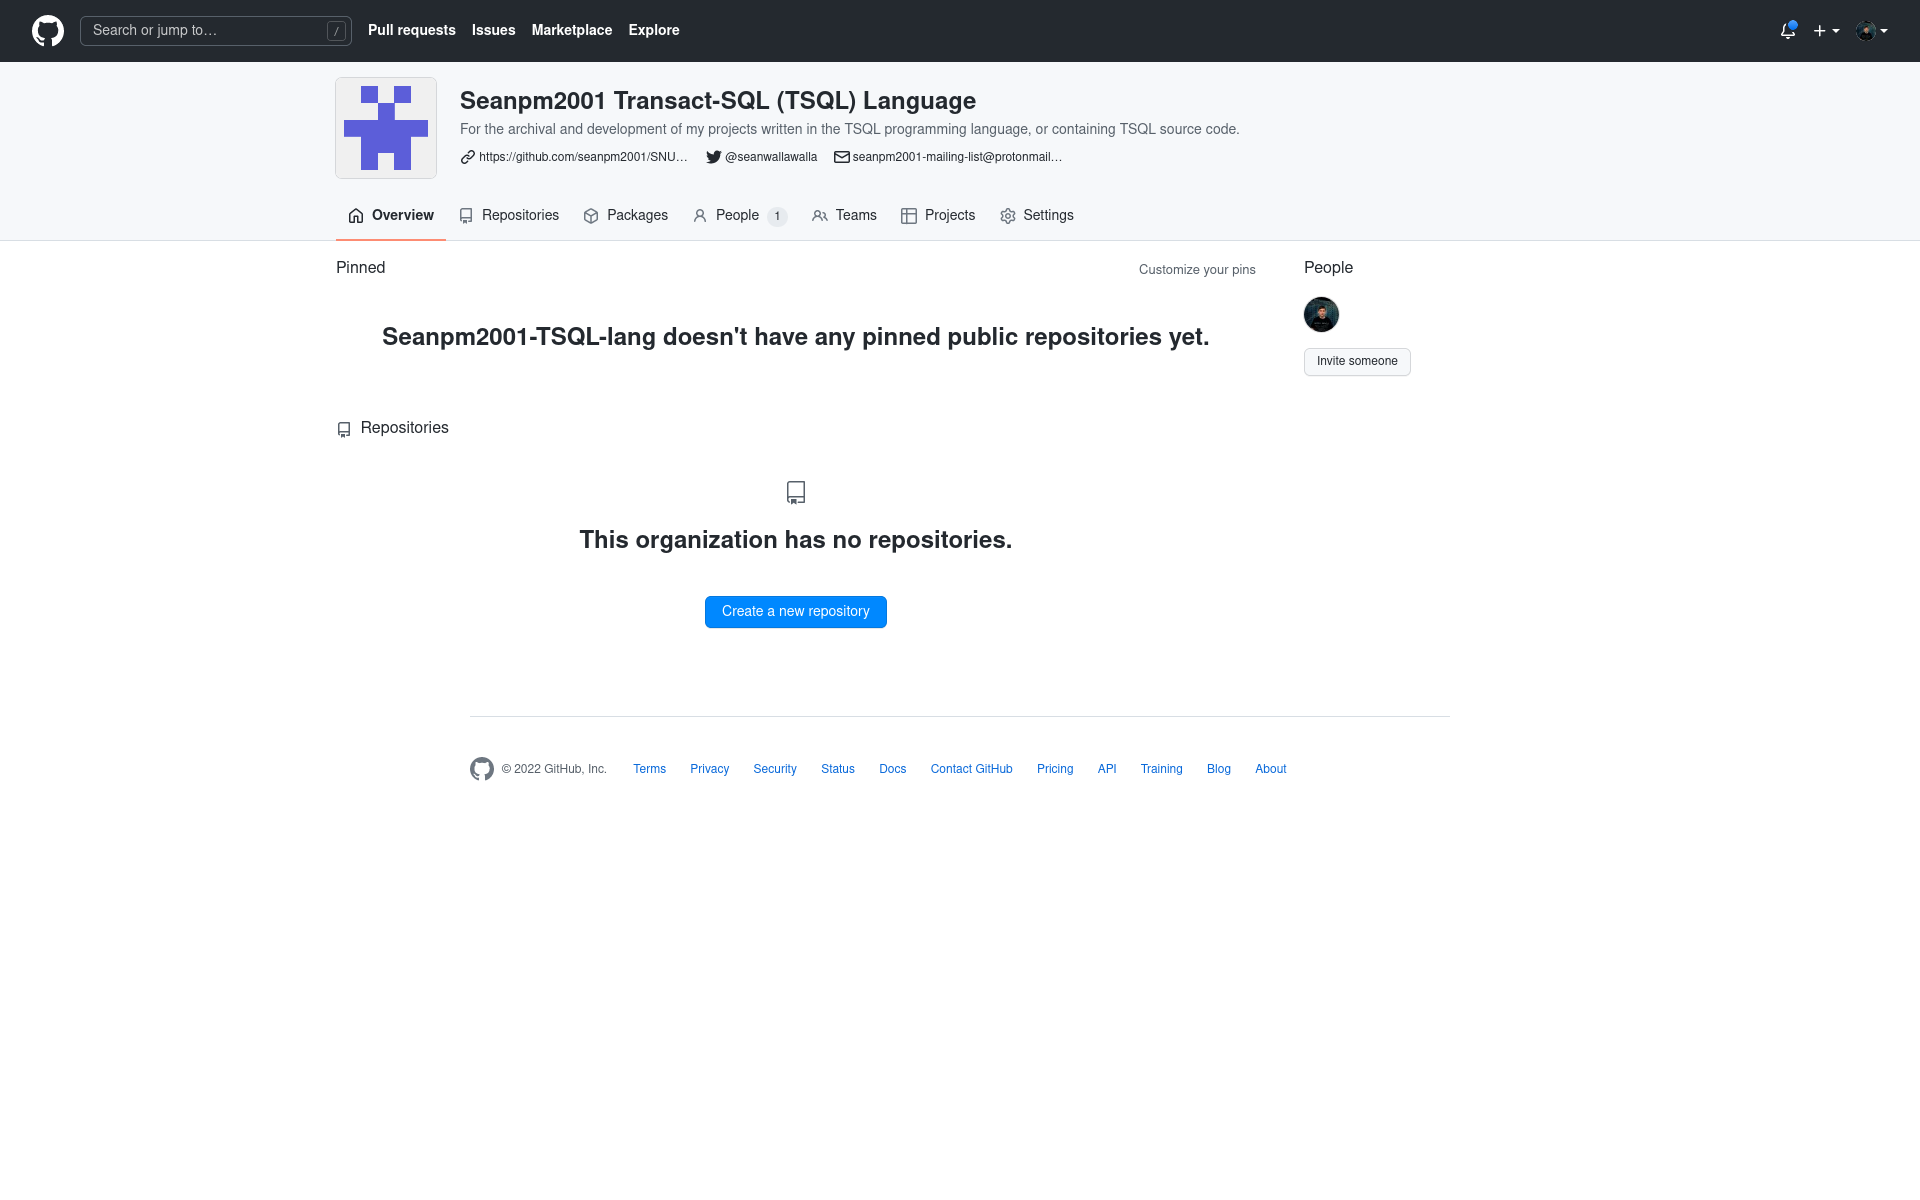 Search or jump to… /
Pull requests Issues Marketplace Explore
Seanpm2001 Transact-SQL (TSQL) Language
For the archival and development of my projects written in the TSQL programming language, or containing TSQL source code.
https://github.com/seanpm2001/SNU… @seanwallawalla seanpm2001-mailing-list@protonmail…
Overview Repositories Packages People 1 Teams Projects Settings
Pinned Customize your pins
People
Seanpm2001-TSQL-lang doesn't have any pinned public repositories yet.
Invite someone
Repositories
This organization has no repositories.
Create a new repository
© 2022 GitHub, Inc. Terms Privacy Security Status Docs Contact GitHub Pricing API Training Blog About